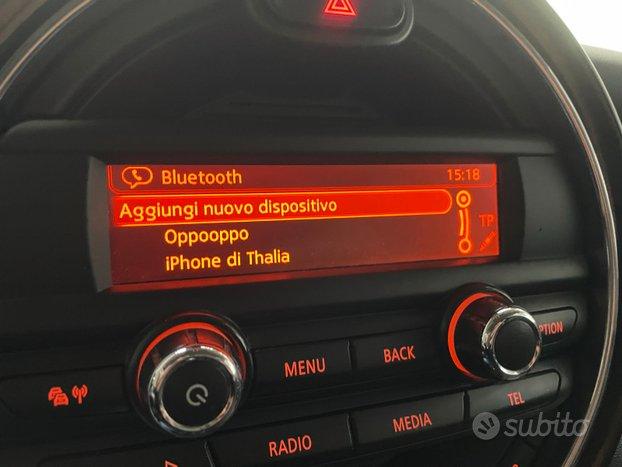 Bluetooth 15:18
Aggiungi nuovo dispositivo
Oppooppo
TP
iPhone di Thalia
MENU
BACK
OPTION
RADIO
MEDIA
TEL
subito